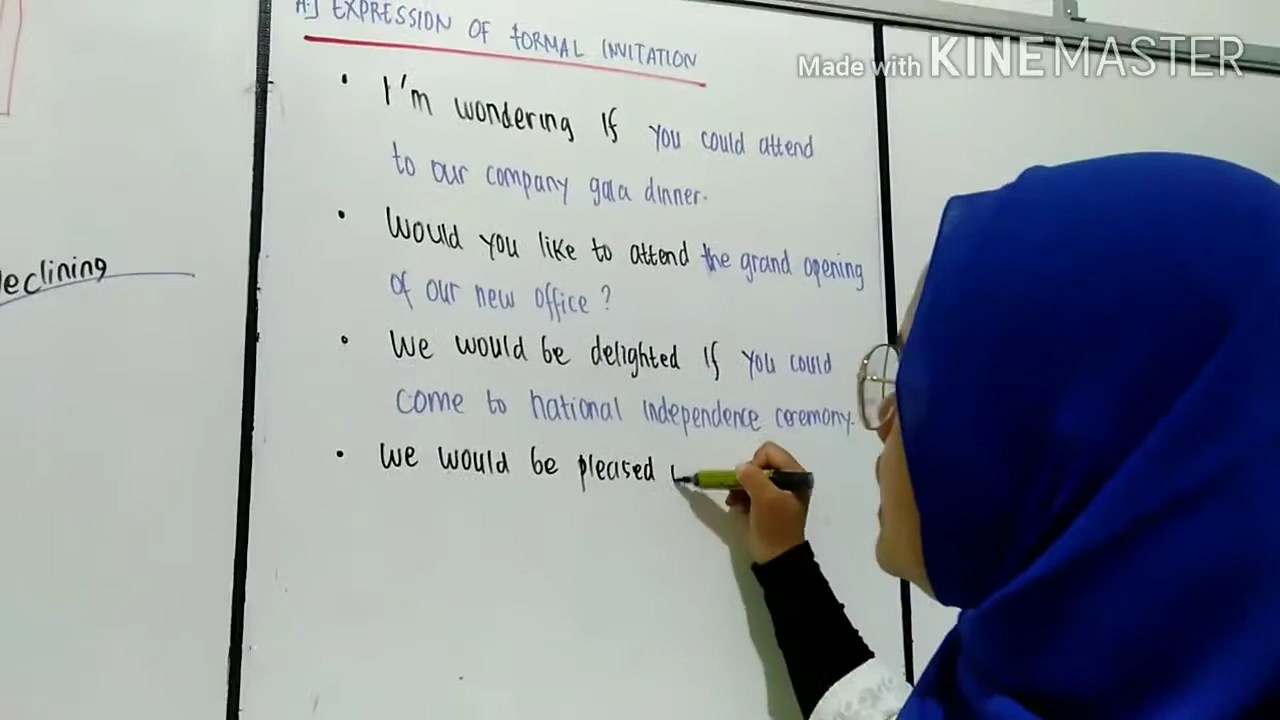 A.] EXPRESSION OF FORMAL INVITATION
Made with KINEMASTER
• I'm wondering If you could attend
to our company gala dinner.
• Would you like to attend the grand opening
of our new office?
• We would be delighted If you could
come to national Independence ceremony.
• We would be pleased
eclining